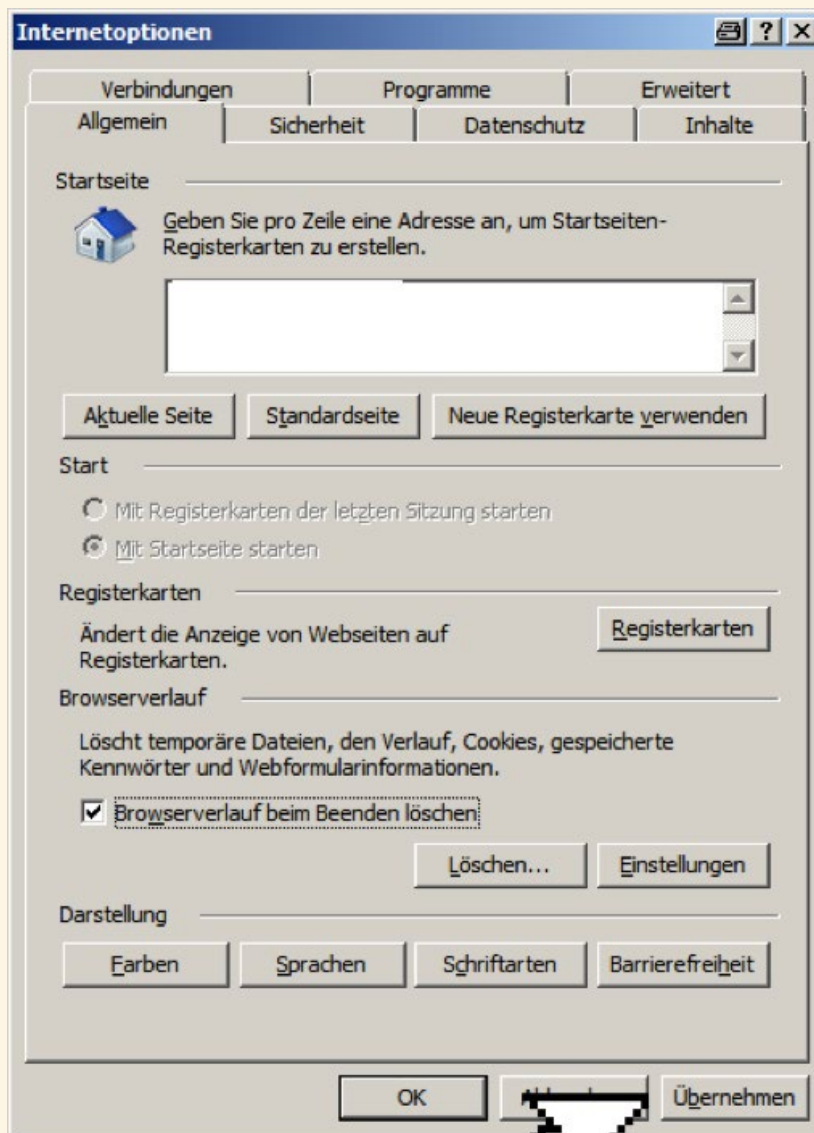 Internetoptionen
Verbindungen Programme Erweitert
Allgemein Sicherheit Datenschutz Inhalte
Startseite
Geben Sie pro Zeile eine Adresse an, um Startseiten-
Registerkarten zu erstellen.
Aktuelle Seite Standardseite Neue Registerkarte verwenden
Start
Mit Registerkarten der letzten Sitzung starten
Mit Startseite starten
Registerkarten
Ändert die Anzeige von Webseiten auf
Registerkarten.
Registerkarten
Browserverlauf
Löscht temporäre Dateien, den Verlauf, Cookies, gespeicherte
Kennwörter und Webformularinformationen.
Browserverlauf beim Beenden löschen
Löschen... Einstellungen
Darstellung
Farben Sprachen Schriftarten Barrierefreiheit
OK Übernehmen